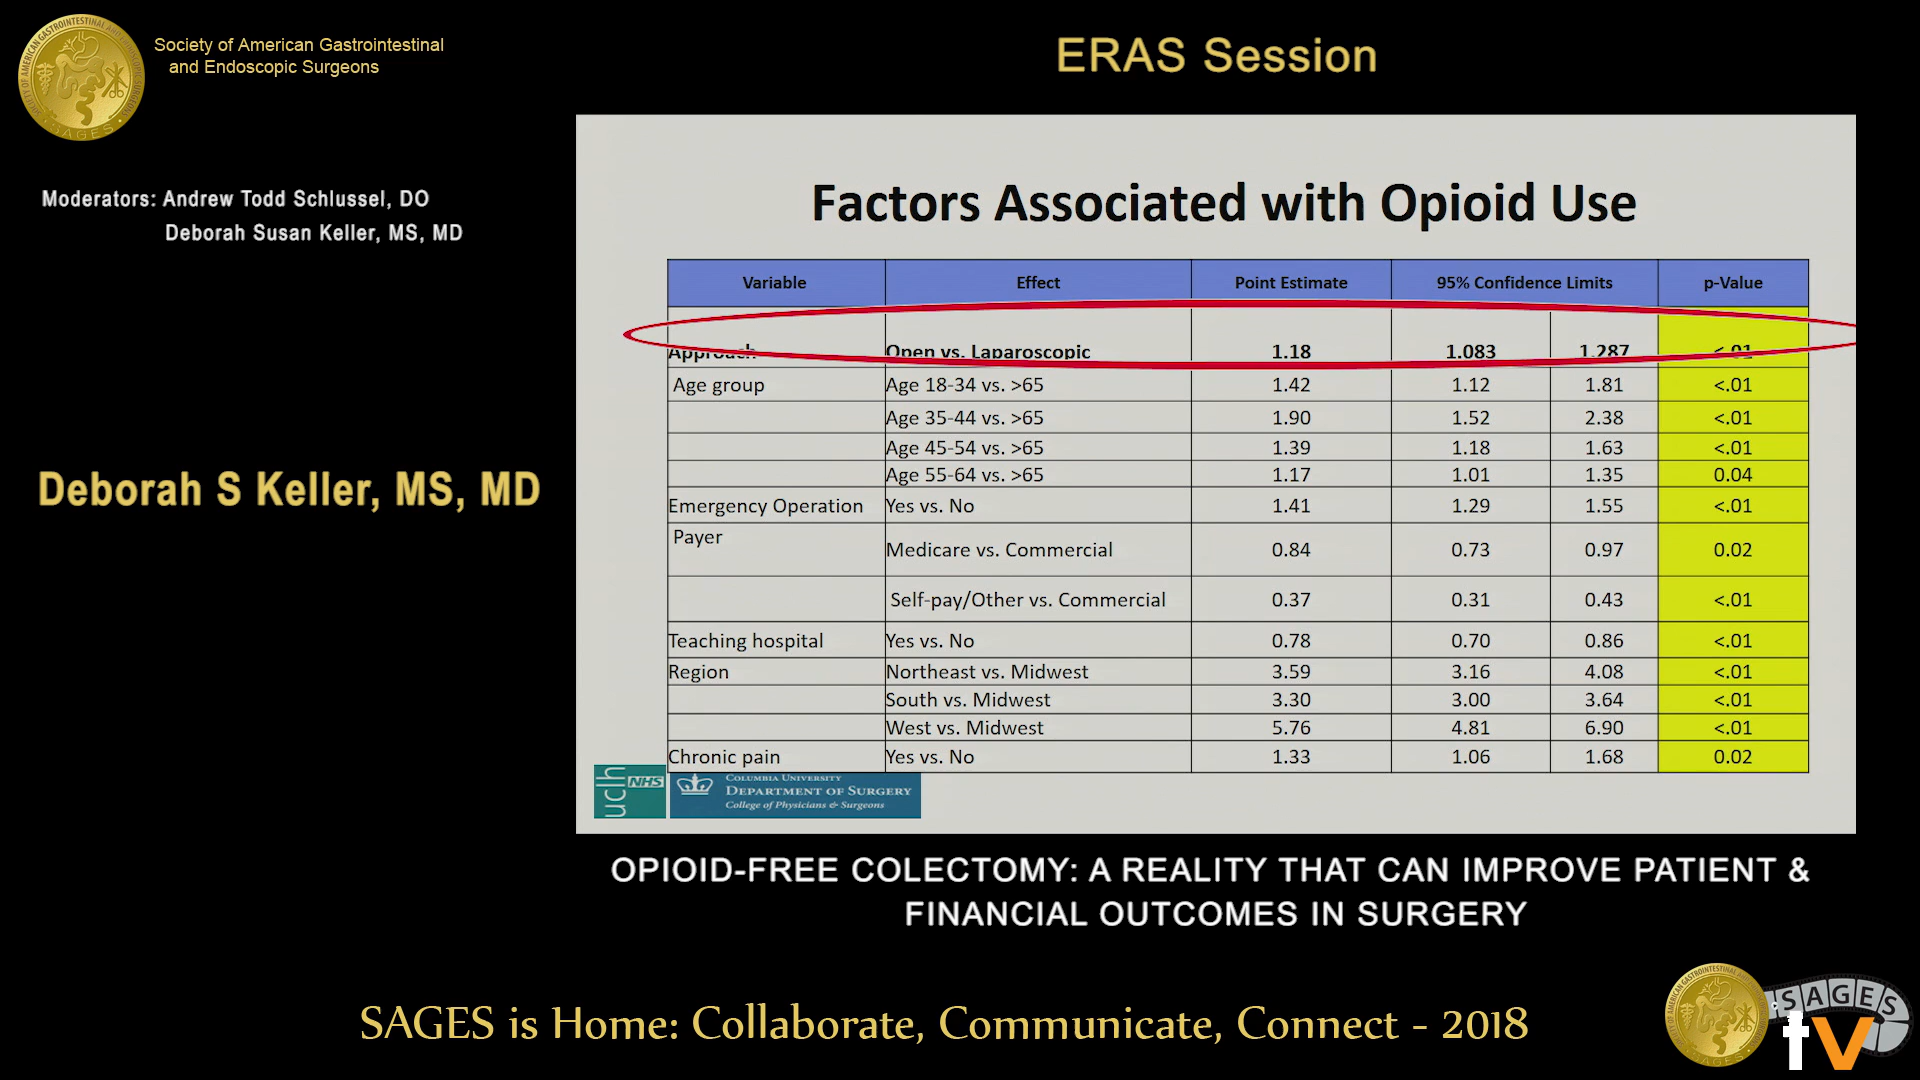 Society of American Gastrointestinal
and Endoscopic Surgeons
ERAS Session
Moderators: Andrew Todd Schlussel, DO
Deborah Susan Keller, MS, MD
Deborah S Keller, MS, MD
Factors Associated with Opioid Use
Variable Effect Point Estimate 95% Confidence Limits p-Value
Approach Open vs. Laparoscopic 1.18 1.083 1.287 <.01
Age group Age 18-34 vs. >65 1.42 1.12 1.81 <.01
Age 35-44 vs. >65 1.90 1.52 2.38 <.01
Age 45-54 vs. >65 1.39 1.18 1.63 <.01
Age 55-64 vs. >65 1.17 1.01 1.35 0.04
Emergency Operation Yes vs. No 1.41 1.29 1.55 <.01
Payer Medicare vs. Commercial 0.84 0.73 0.97 0.02
Self-pay/Other vs. Commercial 0.37 0.31 0.43 <.01
Teaching hospital Yes vs. No 0.78 0.70 0.86 <.01
Region Northeast vs. Midwest 3.59 3.16 4.08 <.01
South vs. Midwest 3.30 3.00 3.64 <.01
West vs. Midwest 5.76 4.81 6.90 <.01
Chronic pain Yes vs. No 1.33 1.06 1.68 0.02
uclh NHS
COLUMBIA UNIVERSITY
DEPARTMENT OF SURGERY
College of Physicians & Surgeons
OPIOID-FREE COLECTOMY: A REALITY THAT CAN IMPROVE PATIENT &
FINANCIAL OUTCOMES IN SURGERY
SAGES is Home: Collaborate, Communicate, Connect - 2018
SAGES
tv